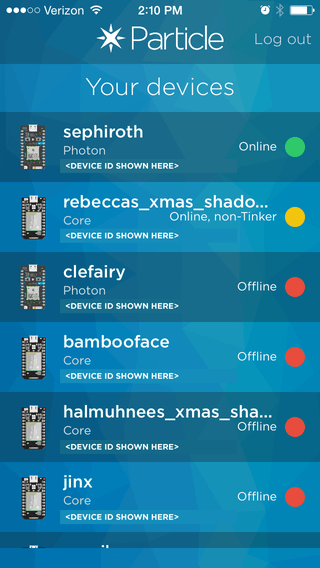 Verizon 2:10 PM
Particle Log out
Your devices
sephiroth
Photon
Online
<DEVICE ID SHOWN HERE>
rebeccas_xmas_shado...
Core
Online, non-Tinker
<DEVICE ID SHOWN HERE>
clefairy
Photon
Offline
<DEVICE ID SHOWN HERE>
bambooface
Core
Offline
<DEVICE ID SHOWN HERE>
halmuhnees_xmas_sha...
Core
Offline
<DEVICE ID SHOWN HERE>
jinx
Core
Offline
<DEVICE ID SHOWN HERE>